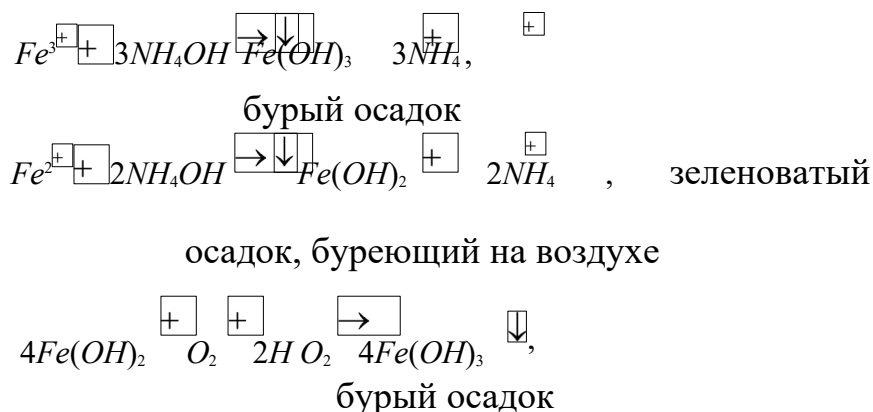 Fe³⁺ + 3NH₄OH → Fe(OH)₃ ↓ + 3NH₄⁺,
бурый осадок
Fe²⁺ + 2NH₄OH → Fe(OH)₂ ↓ + 2NH₄⁺, зеленоватый
осадок, буреющий на воздухе
4Fe(OH)₂ + O₂ + 2H O₂ → 4Fe(OH)₃ ↓,
бурый осадок